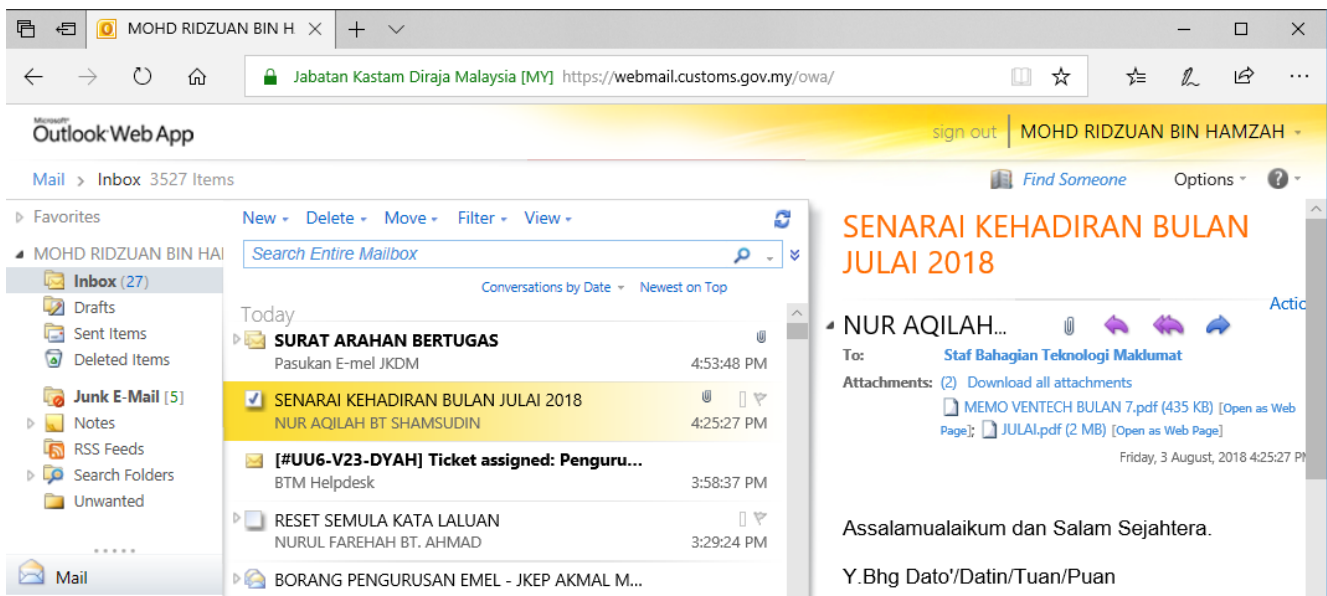 MOHD RIDZUAN BIN H
Jabatan Kastam Diraja Malaysia [MY] https://webmail.customs.gov.my/owa/
Microsoft®
Outlook Web App
sign out MOHD RIDZUAN BIN HAMZAH
Mail > Inbox 3527 Items
Find Someone Options
Favorites
MOHD RIDZUAN BIN HAI
Inbox (27)
Drafts
Sent Items
Deleted Items
Junk E-Mail [5]
Notes
RSS Feeds
Search Folders
Unwanted
Mail
New Delete Move Filter View
Search Entire Mailbox
Conversations by Date Newest on Top
Today
SURAT ARAHAN BERTUGAS
Pasukan E-mel JKDM 4:53:48 PM
SENARAI KEHADIRAN BULAN JULAI 2018
NUR AQILAH BT SHAMSUDIN 4:25:27 PM
[#UU6-V23-DYAH] Ticket assigned: Penguru...
BTM Helpdesk 3:58:37 PM
RESET SEMULA KATA LALUAN
NURUL FAREHAH BT. AHMAD 3:29:24 PM
BORANG PENGURUSAN EMEL - JKEP AKMAL M...
SENARAI KEHADIRAN BULAN
JULAI 2018
Actic
NUR AQILAH...
To: Staf Bahagian Teknologi Maklumat
Attachments: (2) Download all attachments
MEMO VENTECH BULAN 7.pdf (435 KB) [Open as Web
Page]; JULAI.pdf (2 MB) [Open as Web Page]
Friday, 3 August, 2018 4:25:27 PM
Assalamualaikum dan Salam Sejahtera.
Y.Bhg Dato'/Datin/Tuan/Puan